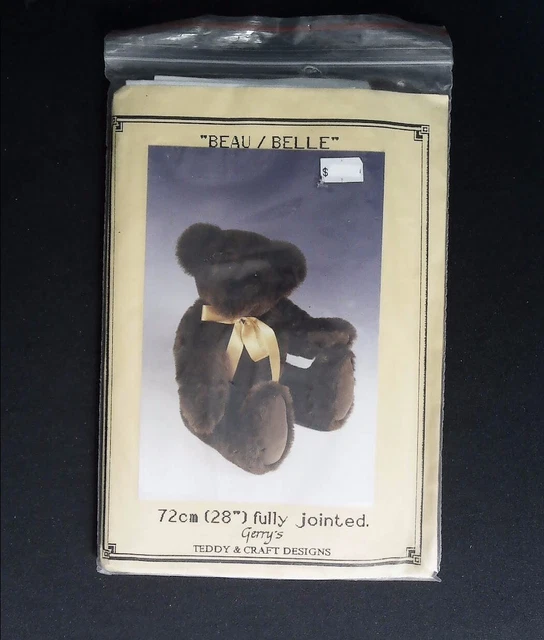 "BEAU / BELLE"
$
72cm (28") fully jointed.
Gerry's
TEDDY & CRAFT DESIGNS